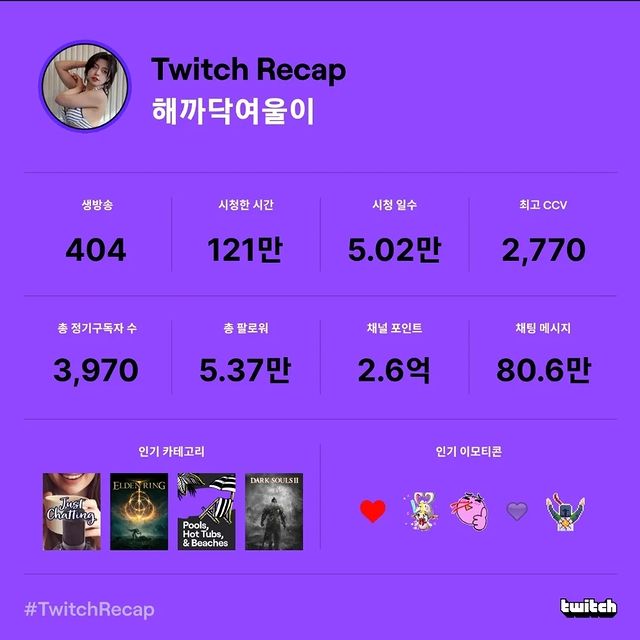 Twitch Recap
해까닥여울이
생방송
404
시청한 시간
121만
시청 일수
5.02만
최고 CCV
2,770
총 정기구독자 수
3,970
총 팔로워
5.37만
채널 포인트
2.6억
채팅 메시지
80.6만
인기 카테고리
Just
Chatting
ELDEN RING
Pools,
Hot Tubs,
& Beaches
DARK SOULS II
인기 이모티콘
#TwitchRecap
twitch